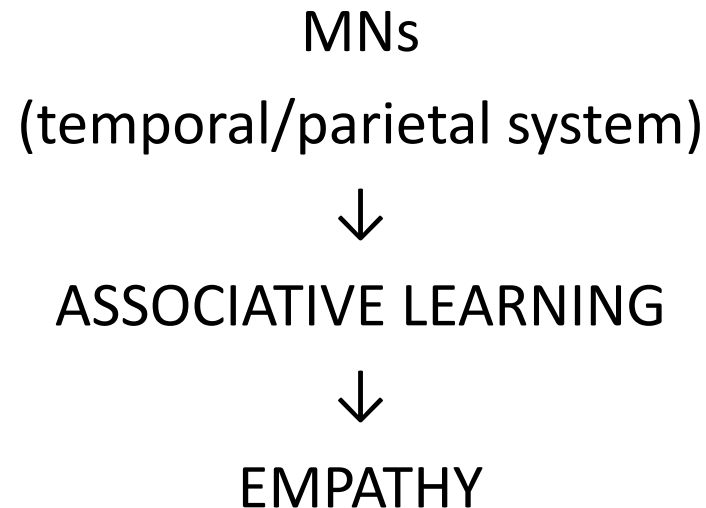 MNs
(temporal/parietal system)
↓
ASSOCIATIVE LEARNING
↓
EMPATHY